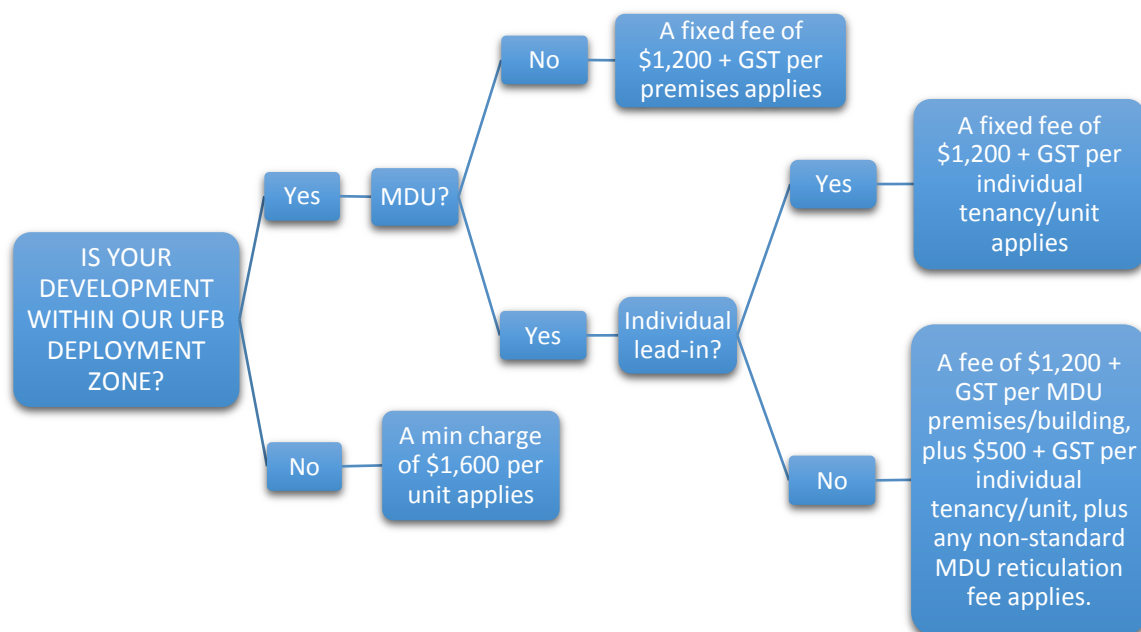 IS YOUR
DEVELOPMENT
WITHIN OUR UFB
DEPLOYMENT
ZONE?
Yes
MDU?
No
A fixed fee of
$1,200 + GST per
premises applies
Yes
Individual
lead-in?
Yes
A fixed fee of
$1,200 + GST per
individual
tenancy/unit
applies
No
A fee of $1,200 +
GST per MDU
premises/building,
plus $500 + GST per
individual
tenancy/unit, plus
any non-standard
MDU reticulation
fee applies.
No
A min charge
of $1,600 per
unit applies